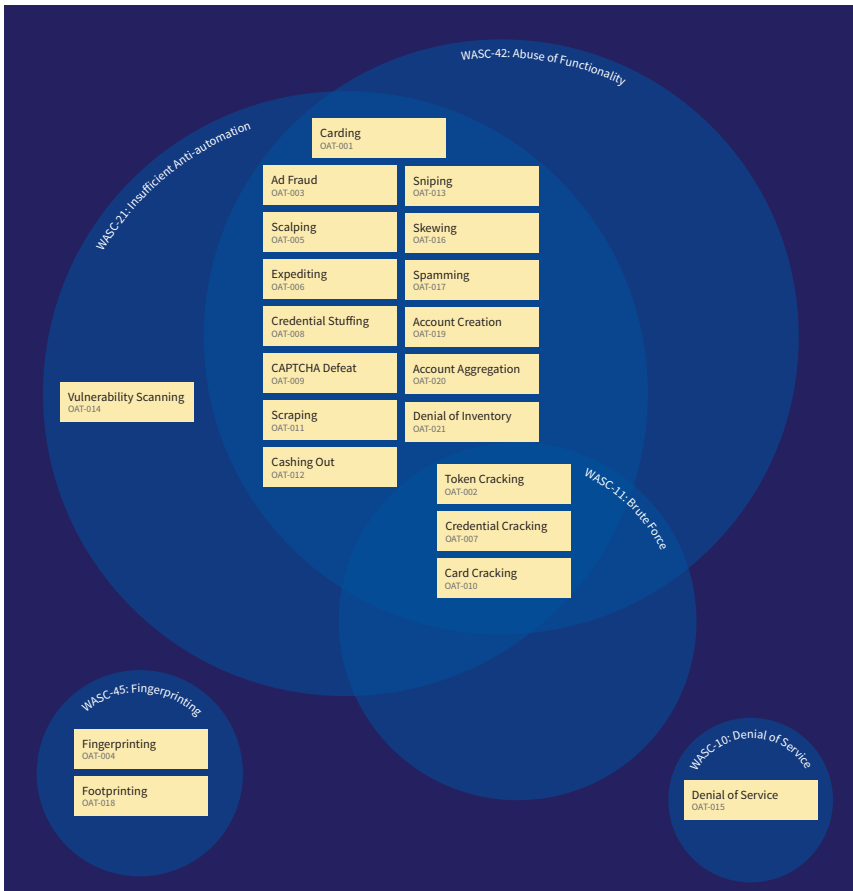 WASC-42: Abuse of Functionality
WASC-21: Insufficient Anti-automation
Carding
OAT-001
Ad Fraud
OAT-003
Sniping
OAT-013
Scalping
OAT-005
Skewing
OAT-016
Expediting
OAT-006
Spamming
OAT-017
Credential Stuffing
OAT-008
Account Creation
OAT-019
CAPTCHA Defeat
OAT-009
Account Aggregation
OAT-020
Vulnerability Scanning
OAT-014
Scraping
OAT-011
Denial of Inventory
OAT-021
Cashing Out
OAT-012
WASC-11: Brute Force
Token Cracking
OAT-002
Credential Cracking
OAT-007
Card Cracking
OAT-010
WASC-45: Fingerprinting
Fingerprinting
OAT-004
Footprinting
OAT-018
WASC-10: Denial of Service
Denial of Service
OAT-015